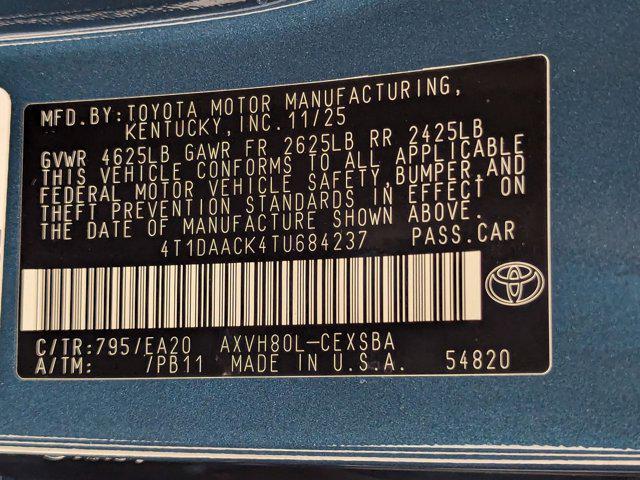 MFD.BY:TOYOTA MOTOR MANUFACTURING,
KENTUCKY, INC. 11/25
GVWR 4625LB GAWR FR 2625LB RR 2425LB
THIS VEHICLE CONFORMS TO ALL APPLICABLE
FEDERAL MOTOR VEHICLE SAFETY, BUMPER, AND
THEFT PREVENTION STANDARDS IN EFFECT ON
THE DATE OF MANUFACTURE SHOWN ABOVE.
4T1DAACK4TU684237 PASS.CAR
C/TR:795/EA20 AXVH80L-CEXSBA
A/TM: /PB11 MADE IN U.S.A. 54820